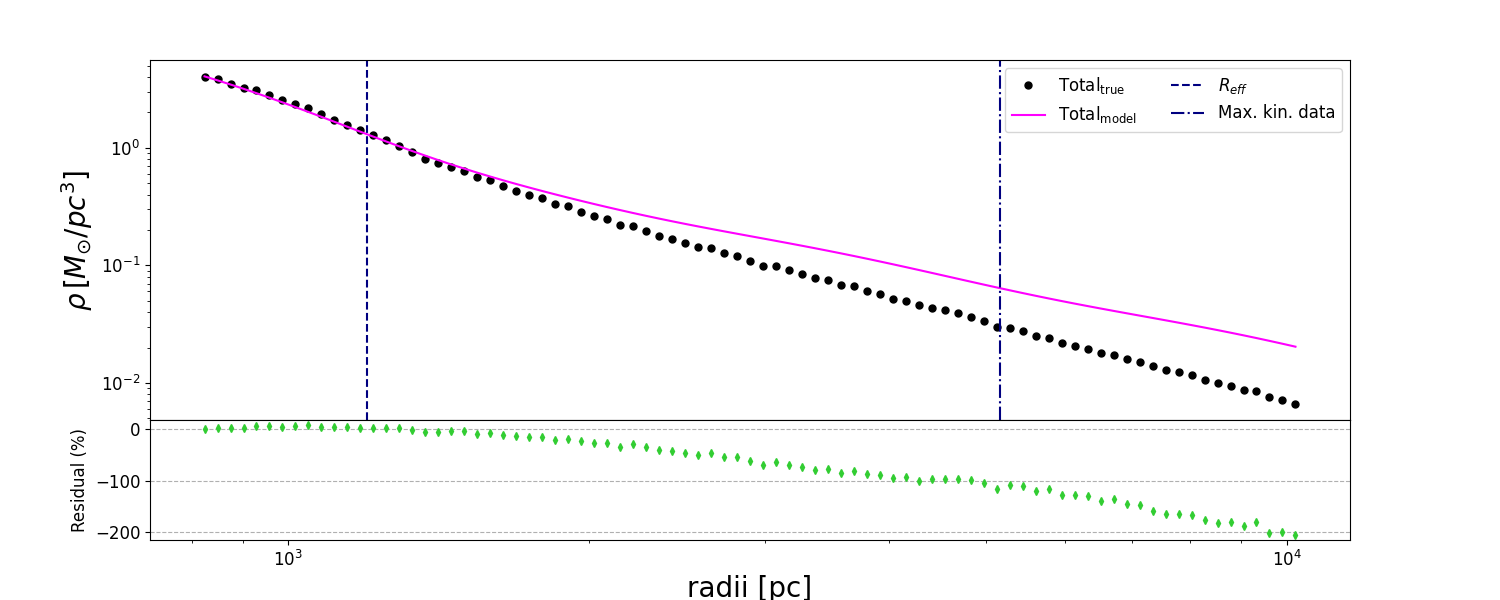 Total_true
Total_model
R_eff
Max. kin. data
ρ [M_⊙/pc^3]
10^0
10^−1
10^−2
Residual (%)
0
−100
−200
10^3
10^4
radii [pc]